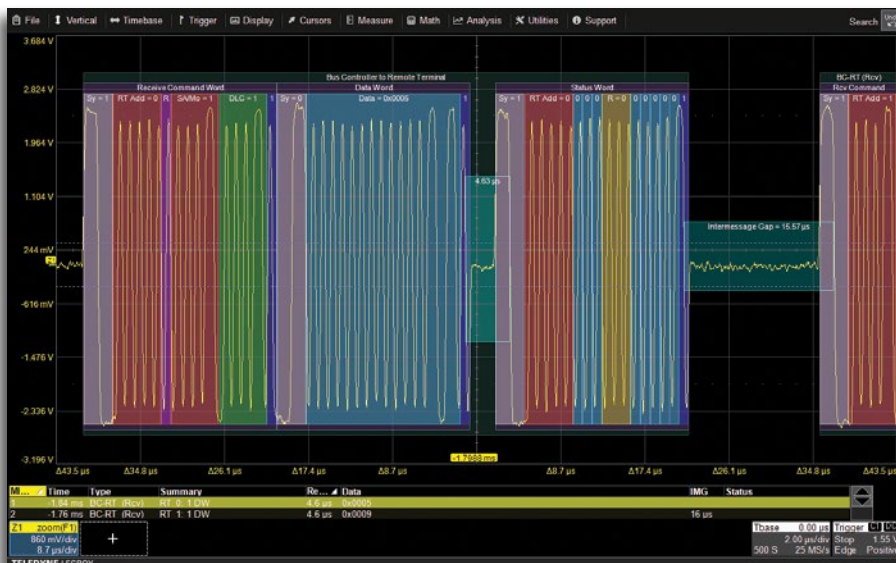 File Vertical Timebase Trigger Display Cursors Measure Math Analysis Utilities Support Search Undo
3.684 V
2.824 V
1.964 V
1.104 V
244 mV
-616 mV
-1.476 V
-2.336 V
-3.196 V
Bus Controller to Remote Terminal BC-RT (Rcv)
Receive Command Word Data Word Status Word Rcv Command
Sy = 1 RT Add = 0 R SA/Mo = 1 DLC = 1 1 Sy = 0 Data = 0x0005 1 Sy = 1 RT Add = 0 0 0 0 R = 0 0 0 0 0 0 1 Sy = 1 RT Add = 1
4.63 µs
Intermessage Gap = 15.57 µs
Z1
-1.7988 ms
Δ43.5 µs Δ34.8 µs Δ26.1 µs Δ17.4 µs Δ8.7 µs Δ8.7 µs Δ17.4 µs Δ26.1 µs Δ34.8 µs Δ43.5 µs
Mi... Time Type Summary Re... Data IMG Status
1 -1.84 ms BC-RT (Rcv) RT 0: 1 DW 4.6 µs 0x0005
2 -1.76 ms BC-RT (Rcv) RT 1: 1 DW 4.6 µs 0x0009 16 µs
Z1 zoom(F1)
860 mV/div
8.7 µs/div
+
Tbase 0.00 µs
2.00 µs/div
500 S 25 MS/s
Trigger C1 DC
Stop 1.55 V
Edge Positive
TELEDYNE LECROY